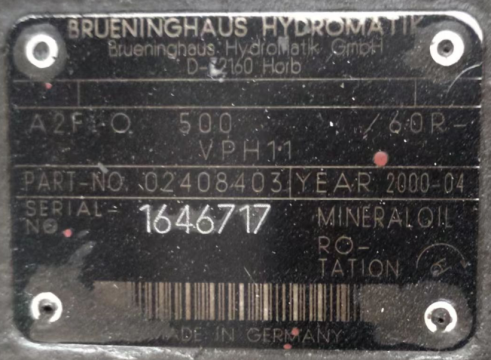 BRUENINGHAUS HYDROMATIK
Brueninghaus Hydromatik GmbH
D-72160 Horb
A2FLO 500 /60R-
VPH11
PART-NO. 02408403 YEAR 2000-04
SERIAL- 1646717 MINERALOIL
NO.
RO-
TATION
MADE IN GERMANY